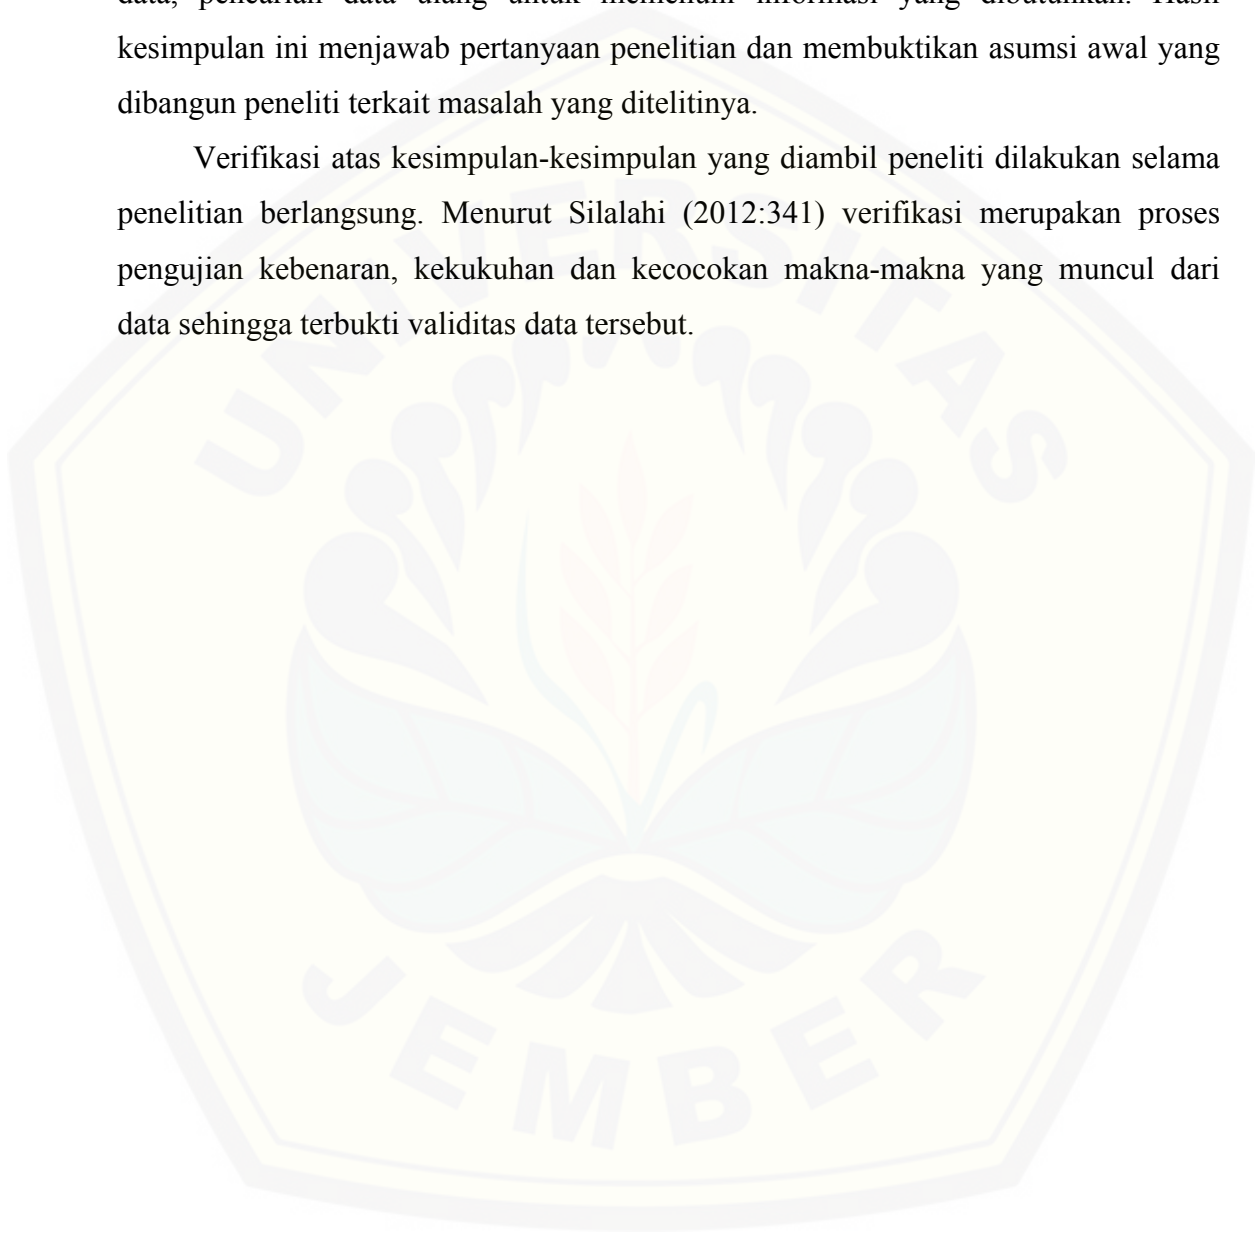 data, pencarian data ulang untuk memenuhi informasi yang dibutuhkan. Hasil
kesimpulan ini menjawab pertanyaan penelitian dan membuktikan asumsi awal yang
dibangun peneliti terkait masalah yang ditelitinya.
Verifikasi atas kesimpulan-kesimpulan yang diambil peneliti dilakukan selama
penelitian berlangsung. Menurut Silalahi (2012:341) verifikasi merupakan proses
pengujian kebenaran, kekukuhan dan kecocokan makna-makna yang muncul dari
data sehingga terbukti validitas data tersebut.
UNIVERSITAS
JEMBER